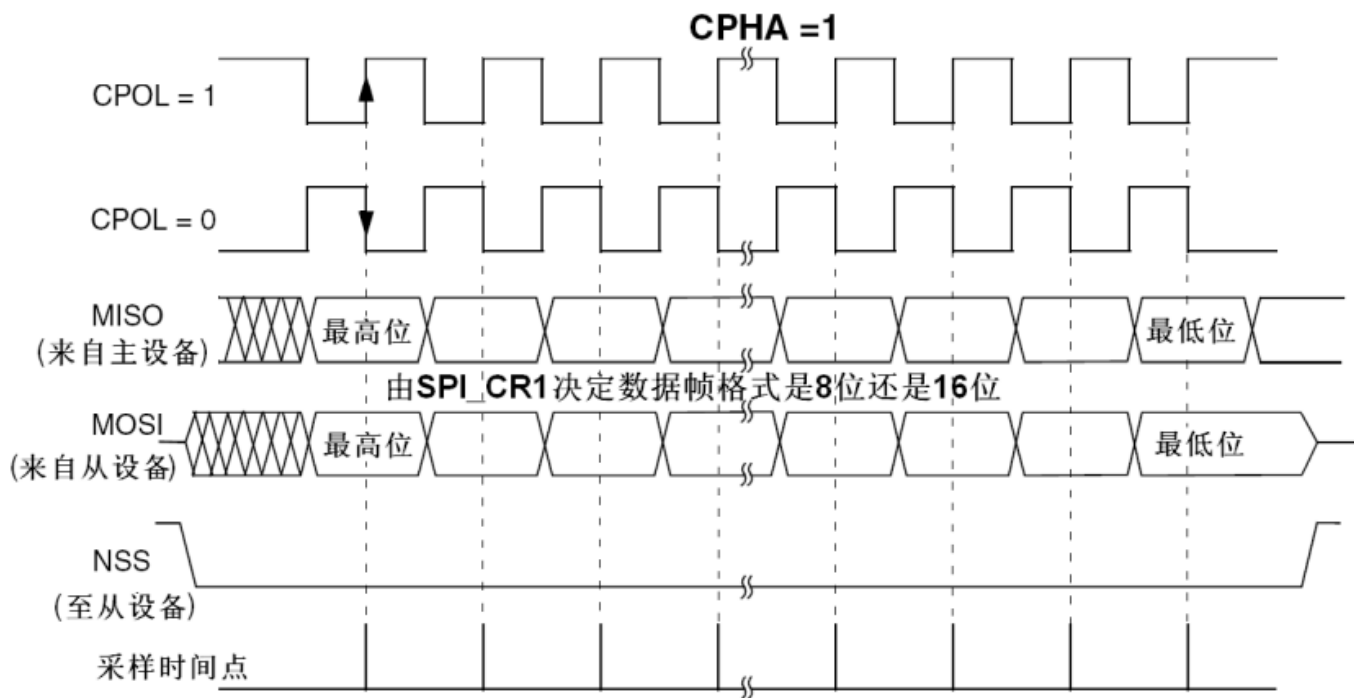 CPHA =1
CPOL = 1
CPOL = 0
MISO
(来自主设备)
最高位
最低位
由SPI_CR1决定数据帧格式是8位还是16位
MOSI
(来自从设备)
最高位
最低位
NSS
(至从设备)
采样时间点